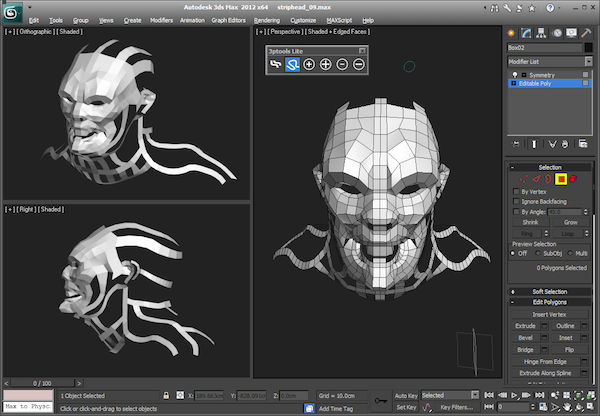 Autodesk 3ds Max 2012 x64 striphead_09.max
Edit Tools Group Views Create Modifiers Animation Graph Editors Rendering Customize MAXScript Help
[ + ] [ Orthographic ] [ Shaded ]
[ + ] [ Perspective ] [ Shaded + Edged Faces ]
3ptools Lite
Box02
Modifier List
Symmetry
Editable Poly
Selection
By Vertex
Ignore Backfacing
By Angle:
Shrink Grow
Ring Loop
Preview Selection
Off SubObj Multi
0 Polygons Selected
Soft Selection
Edit Polygons
Insert Vertex
Extrude Outline
Bevel Inset
Bridge Flip
Hinge From Edge
Extrude Along Spline
[ + ] [ Right ] [ Shaded ]
0 / 100
1 Object Selected
X: Y: Z: 0.0cm
Grid = 10.0cm
Auto Key Selected
Max to Physc
Click or click-and-drag to select objects
Add Time Tag
Set Key Key Filters...
0